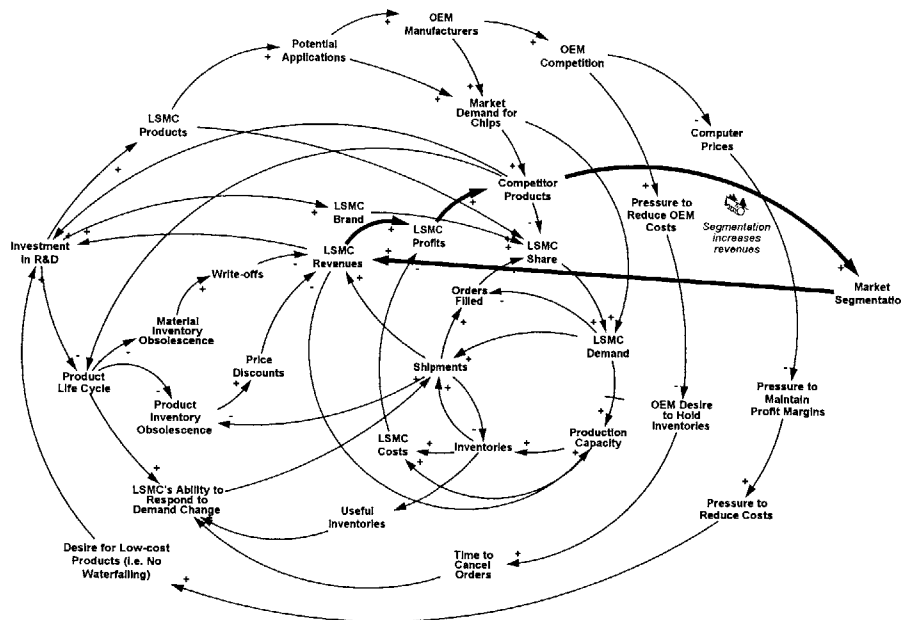 OEM
Manufacturers
Potential
Applications
OEM
Competition
Market
Demand for
Chips
LSMC
Products
Computer
Prices
Competitor
Products
LSMC
Brand
Pressure to
Reduce OEM
Costs
Segmentation
increases
revenues
LSMC
Profits
Investment
in R&D
LSMC
Revenues
LSMC
Share
Write-offs
Orders
Filled
Market
Segmentatio
Material
Inventory
Obsolescence
LSMC
Demand
Price
Discounts
Shipments
Product
Life Cycle
Product
Inventory
Obsolescence
Pressure to
Maintain
Profit Margins
OEM Desire
to Hold
Inventories
LSMC
Costs
Inventories
Production
Capacity
LSMC's Ability to
Respond to
Demand Change
Useful
Inventories
Pressure to
Reduce Costs
Desire for Low-cost
Products (i.e. No
Waterfalling)
Time to
Cancel
Orders